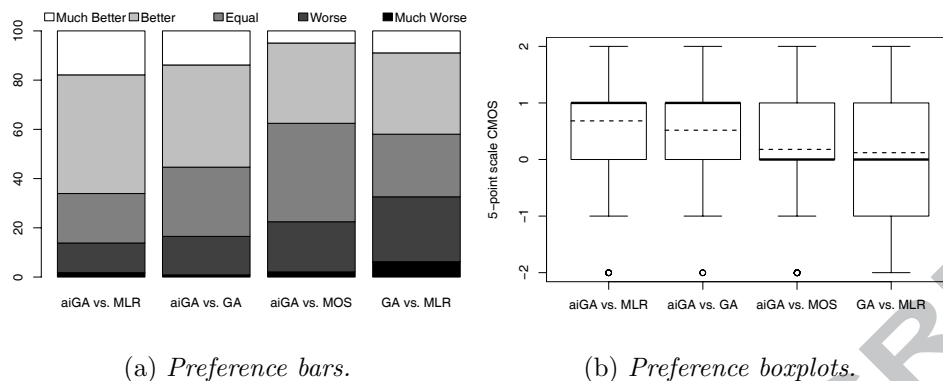 Much Better Better Equal Worse Much Worse
100
80
60
40
20
0
aiGA vs. MLR aiGA vs. GA aiGA vs. MOS GA vs. MLR
(a) Preference bars.
5-point scale CMOS
2
1
0
-1
-2
aiGA vs. MLR aiGA vs. GA aiGA vs. MOS GA vs. MLR
(b) Preference boxplots.